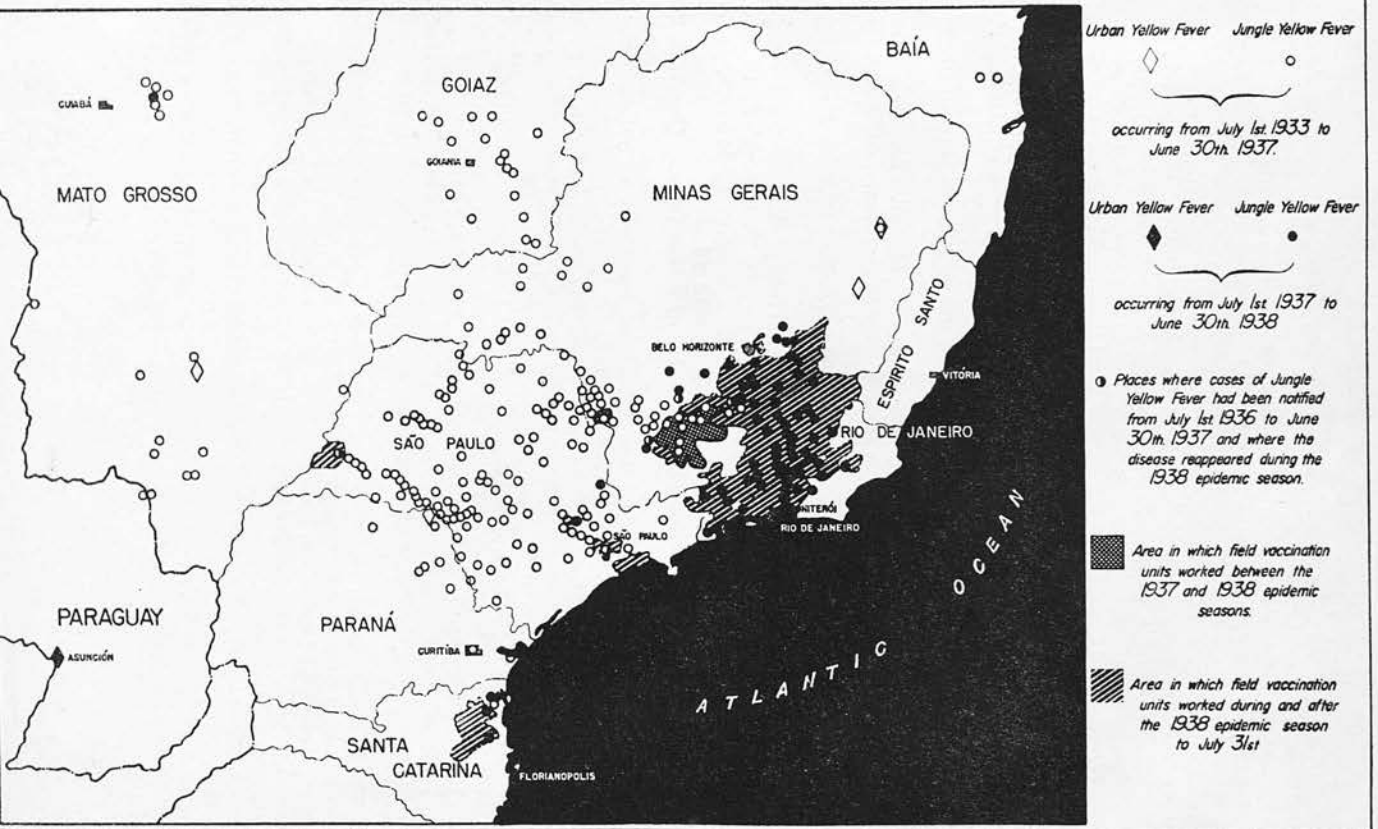 BAÍA
GOIAZ
CUIABÁ
GOIANIA
MATO GROSSO
MINAS GERAIS
ESPIRITO SANTO
BELO HORIZONTE
VITÓRIA
SÃO PAULO
RIO DE JANEIRO
NITERÓI
RIO DE JANEIRO
SÃO PAULO
PARAGUAY
ASUNCIÓN
PARANÁ
CURITÍBA
ATLANTIC
OCEAN
SANTA
CATARINA
FLORIANOPOLIS
Urban Yellow Fever Jungle Yellow Fever
occurring from July 1st. 1933 to
June 30th. 1937.
Urban Yellow Fever Jungle Yellow Fever
occurring from July 1st. 1937 to
June 30th. 1938
Places where cases of Jungle
Yellow Fever had been notified
from July 1st. 1936 to June
30th. 1937 and where the
disease reappeared during the
1938 epidemic season.
Area in which field vaccination
units worked between the
1937 and 1938 epidemic
seasons.
Area in which field vaccination
units worked during and after
the 1938 epidemic season
to July 31st